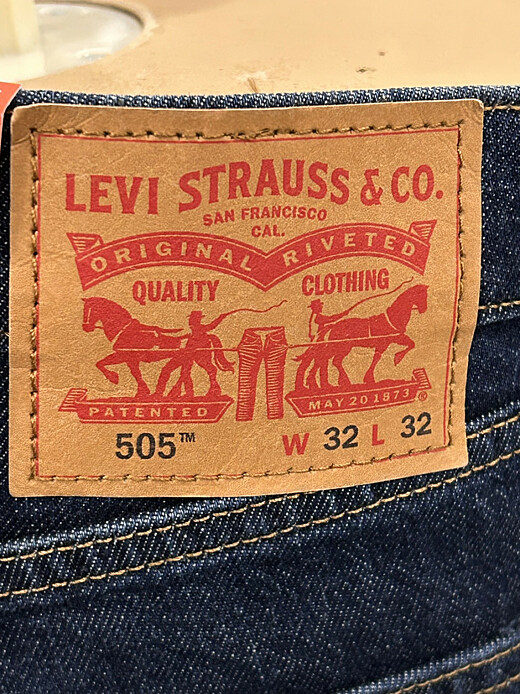 LEVI STRAUSS & CO.
SAN FRANCISCO
CAL.
ORIGINAL RIVETED
QUALITY CLOTHING
PATENTED MAY 20 1873 ®
505™ W 32 L 32